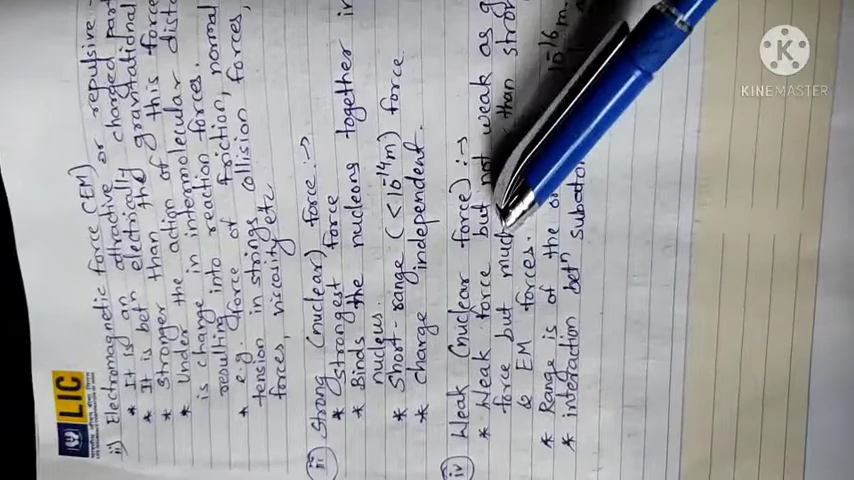 ii) Electromagnetic force (EM)
* It is an attractive or repulsive
* It is betn electrically charged part
* stronger than the gravitational
* Under the action of this force
is change in intermolecular dista
resulting into reaction forces.
* e.g. force of friction, normal
tension in strings, collision forces,
forces, viscosity etc.
iii) Strong (nuclear) force :→
* Strongest force
* Binds the nucleons together in
nucleus.
* Short-range (< 10⁻¹⁴m) force
* charge independent.
iv) Weak (nuclear force) :→
* Weak force but not weak as g
force but much than stron
& EM forces.
* Range is of the or 10⁻¹⁶ m.
* interaction betn subato
LIC
KINEMASTER